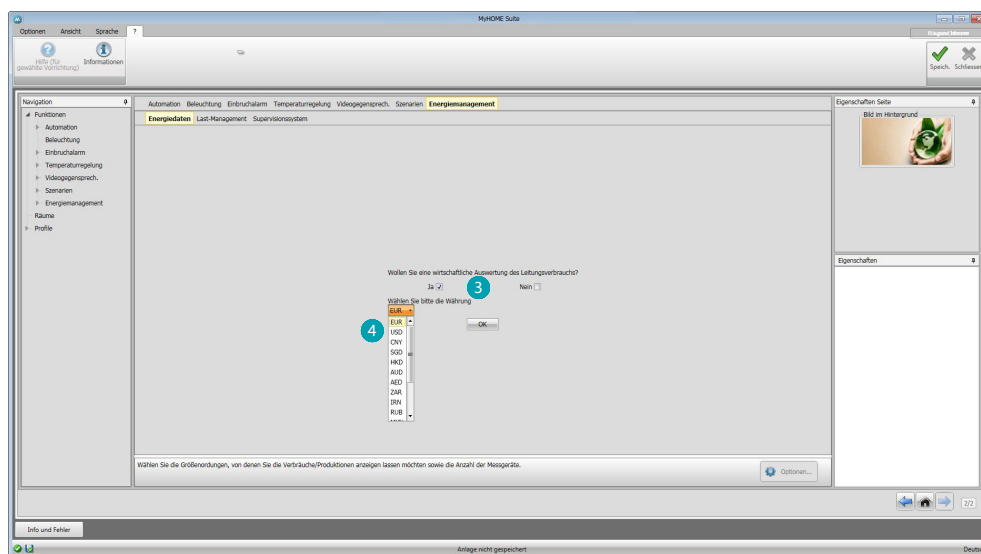 MyHOME Suite
Optionen Ansicht Sprache ?
Hilfe (für gewählte Vorrichtung)
Informationen
Speich. Schliessen
Navigation
Funktionen
Automation
Beleuchtung
Einbruchalarm
Temperaturregelung
Videogegensprech.
Szenarien
Energiemanagement
Räume
Profile
Automation Beleuchtung Einbruchalarm Temperaturregelung Videogegensprech. Szenarien Energiemanagement
Energiedaten Last-Management Supervisionssystem
Wollen Sie eine wirtschaftliche Auswertung des Leitungsverbrauchs?
Ja 3 Nein
Wählen Sie bitte die Währung
EUR
4
EUR
OK
USD
CNY
SGD
HKD
AUD
AED
ZAR
IRN
RUB
Wählen Sie die Größenordungen, von denen Sie die Verbräuche/Produktionen anzeigen lassen möchten sowie die Anzahl der Messgeräte.
Optionen...
Eigenschaften Seite
Bild im Hintergrund
Eigenschaften
2/2
Info und Fehler
Anlage nicht gespeichert